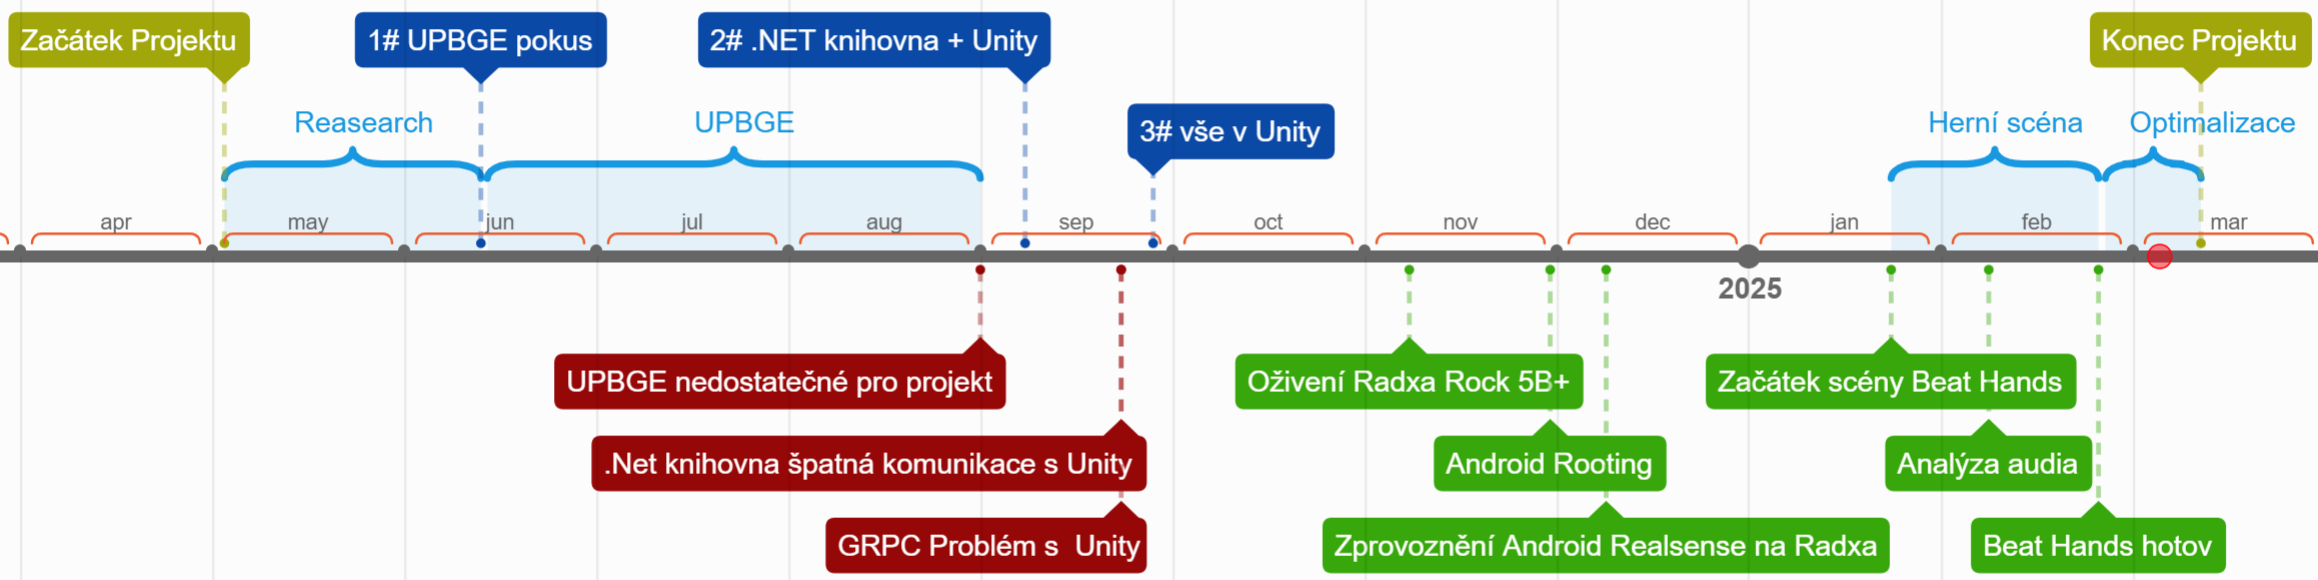 Začátek Projektu
1# UPBGE pokus
2# .NET knihovna + Unity
Konec Projektu
3# vše v Unity
Reasearch
UPBGE
Herní scéna
Optimalizace
apr
may
jun
jul
aug
sep
oct
nov
dec
jan
feb
mar
2025
UPBGE nedostatečné pro projekt
Oživení Radxa Rock 5B+
Začátek scény Beat Hands
.Net knihovna špatná komunikace s Unity
Android Rooting
Analýza audia
GRPC Problém s  Unity
Zprovoznění Android Realsense na Radxa
Beat Hands hotov